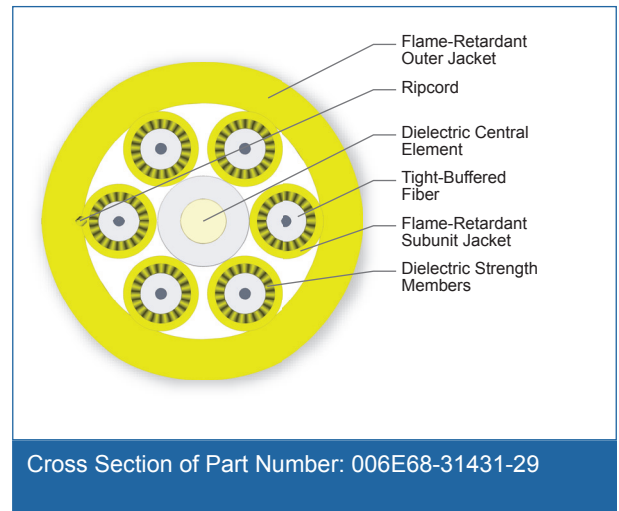 Flame-Retardant
Outer Jacket
Ripcord
Dielectric Central
Element
Tight-Buffered
Fiber
Flame-Retardant
Subunit Jacket
Dielectric Strength
Members
Cross Section of Part Number: 006E68-31431-29